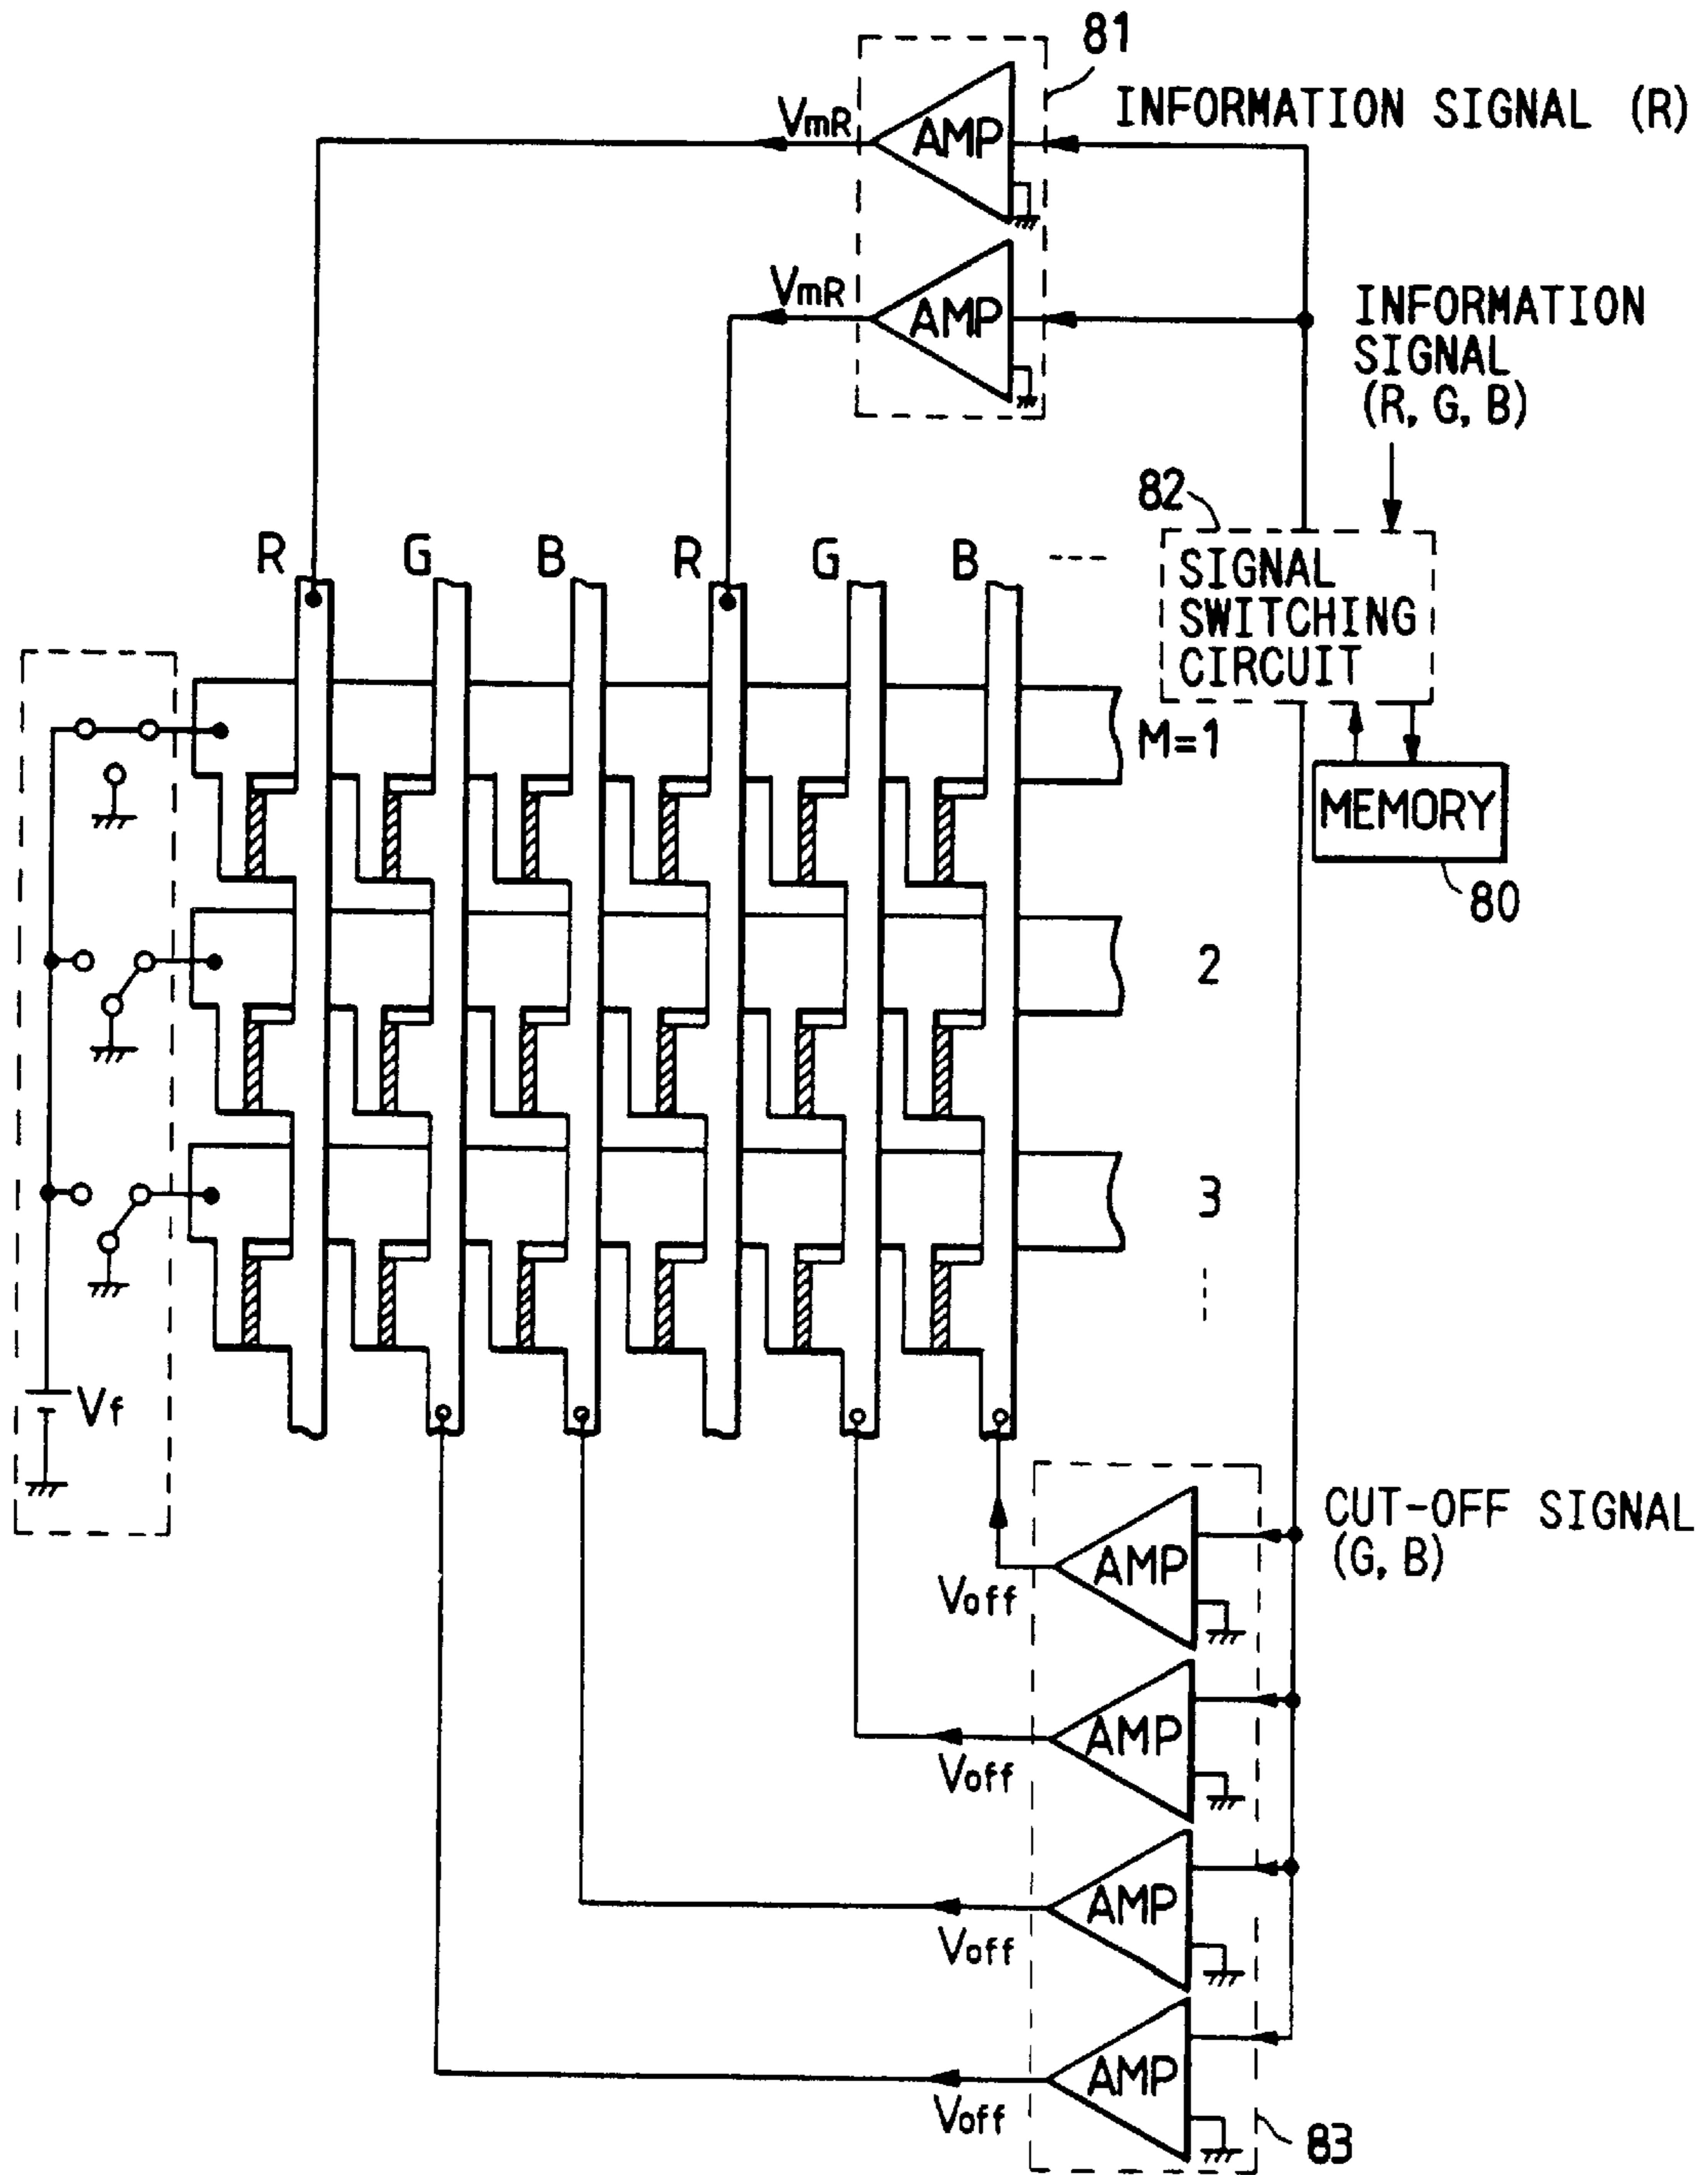 81
INFORMATION SIGNAL (R)
VmR
AMP
VmR
AMP
INFORMATION
SIGNAL
(R, G, B)
82
R G B R G B
SIGNAL
SWITCHING
CIRCUIT
M=1
MEMORY
80
2
3
Vf
CUT-OFF SIGNAL
(G, B)
AMP
Voff
AMP
Voff
AMP
Voff
AMP
Voff
83